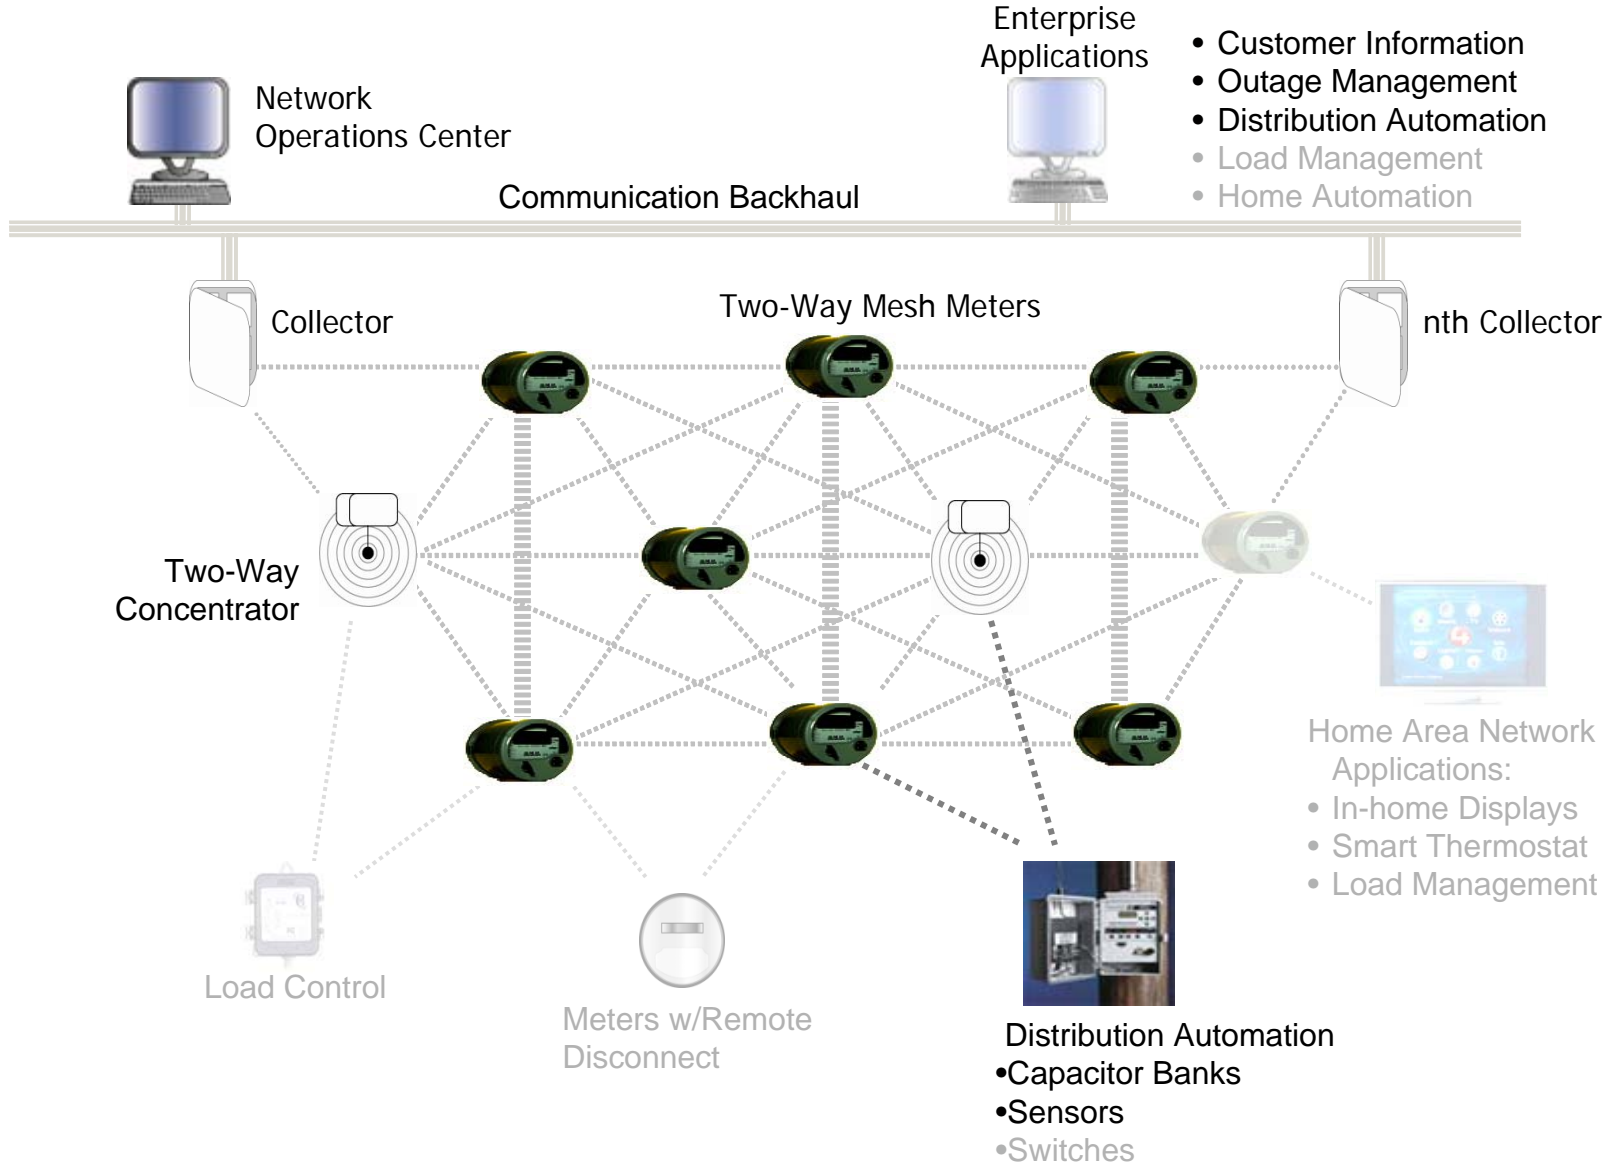 Enterprise
Applications
• Customer Information
• Outage Management
• Distribution Automation
• Load Management
• Home Automation
Network
Operations Center
Communication Backhaul
Collector
Two-Way Mesh Meters
nth Collector
Two-Way
Concentrator
Home Area Network
Applications:
• In-home Displays
• Smart Thermostat
• Load Management
Load Control
Meters w/Remote
Disconnect
Distribution Automation
•Capacitor Banks
•Sensors
•Switches